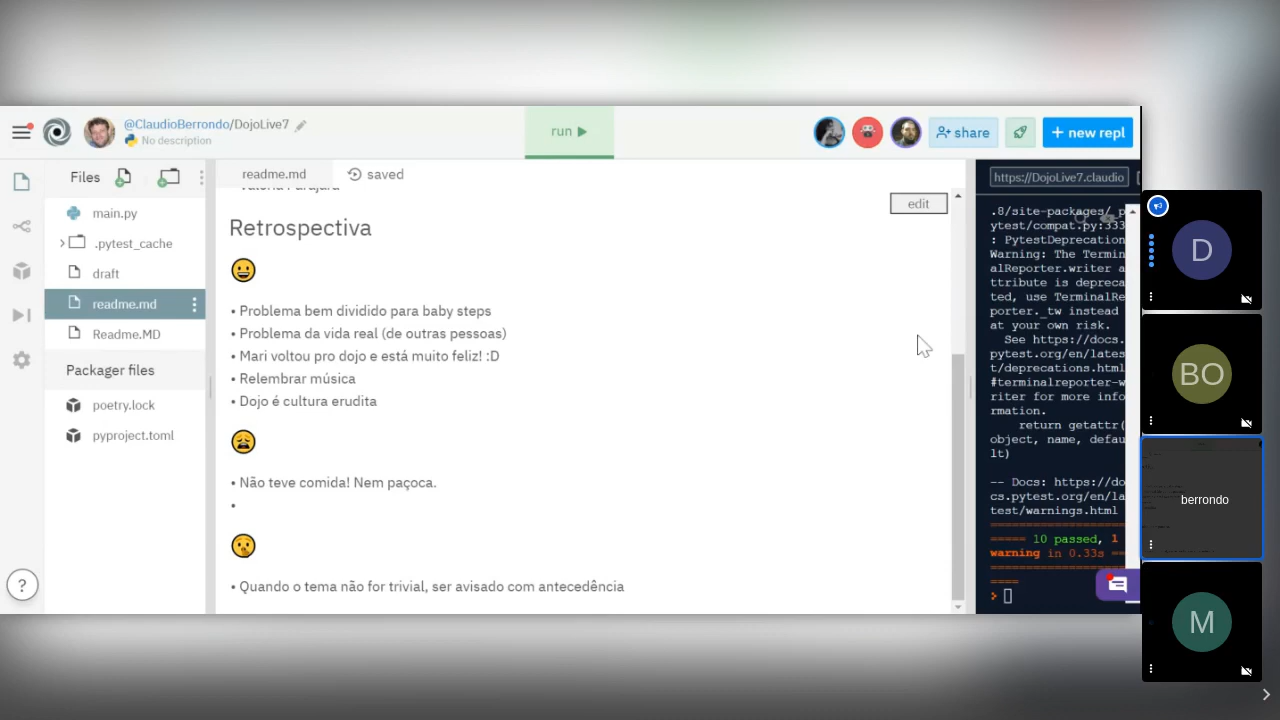 @ClaudioBerrondo/DojoLive7
No description
run
share
+ new repl
Files
main.py
.pytest_cache
draft
readme.md
Readme.MD
Packager files
poetry.lock
pyproject.toml
?
readme.md
saved
edit
Retrospectiva
• Problema bem dividido para baby steps
• Problema da vida real (de outras pessoas)
• Mari voltou pro dojo e está muito feliz! :D
• Relembrar música
• Dojo é cultura erudita
• Não teve comida! Nem paçoca.
•
• Quando o tema não for trivial, ser avisado com antecedência
https://DojoLive7.claudio
.8/site-packages/_p
ytest/compat.py:333
: PytestDeprecation
Warning: The Termin
alReporter.writer a
ttribute is depreca
ted, use TerminalRe
porter._tw instead
at your own risk.
See https://docs.
pytest.org/en/lates
t/deprecations.html
#terminalreporter-w
riter for more info
rmation.
return getattr(
object, name, defau
lt)
-- Docs: https://do
cs.pytest.org/en/la
test/warnings.html
=====================
===== 10 passed, 1
warning in 0.33s ==
=====================
====
D
BO
berrondo
M